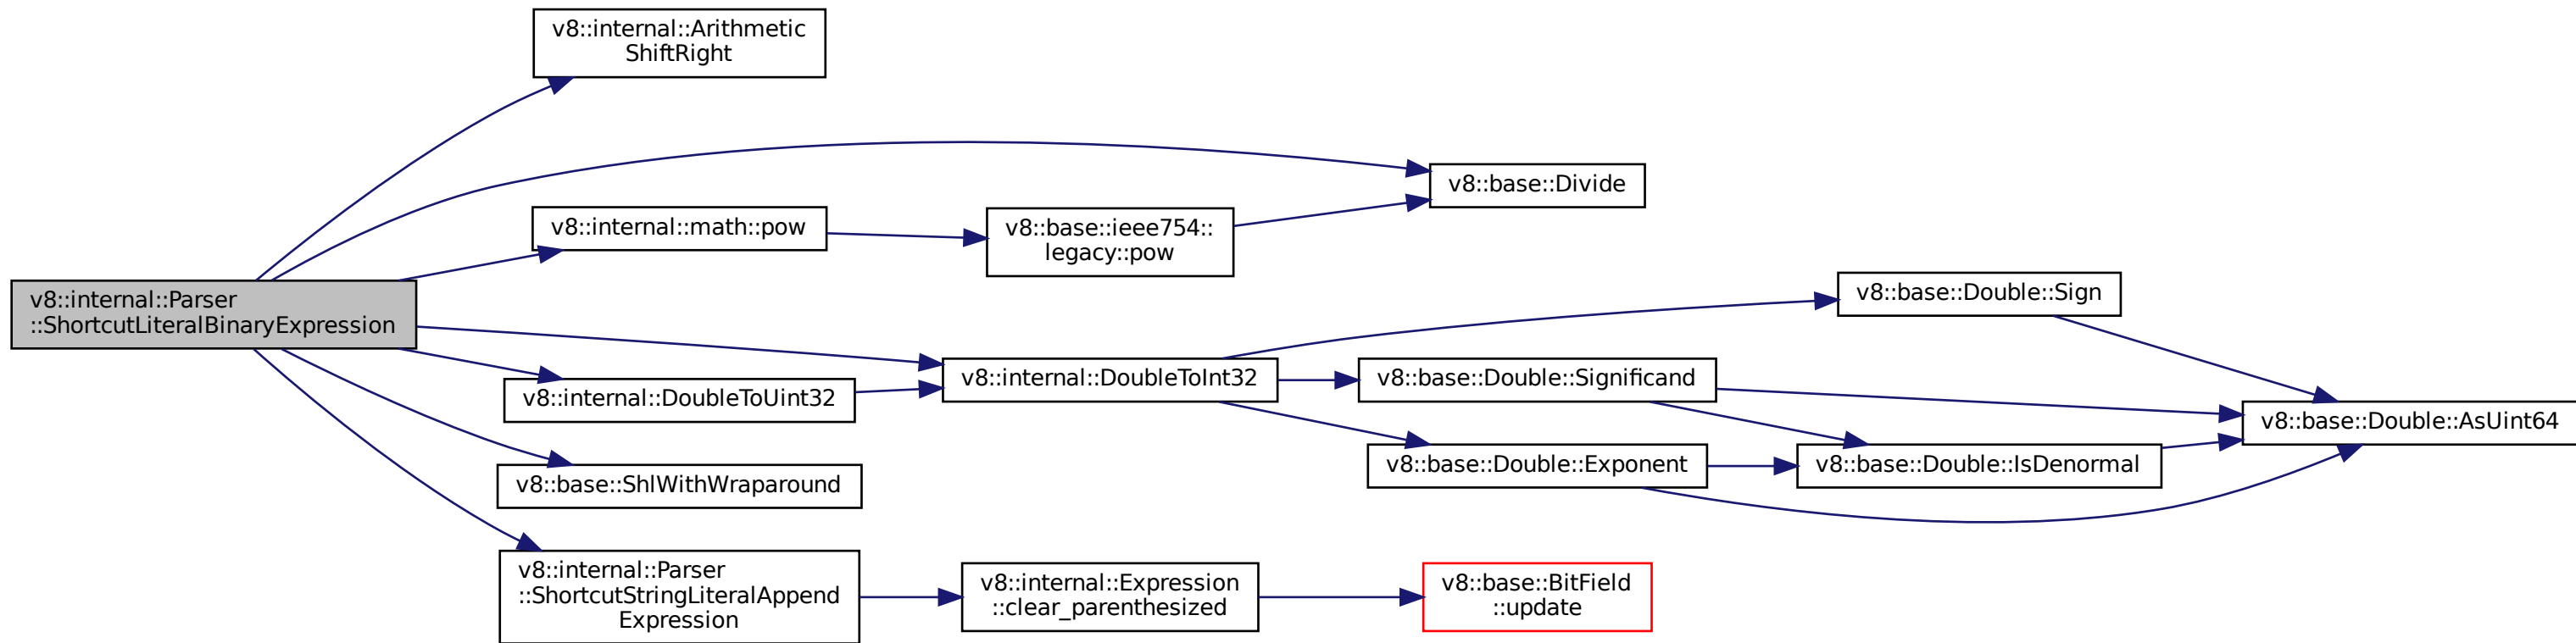 v8::internal::Arithmetic
ShiftRight
v8::base::Divide
v8::internal::math::pow
v8::base::ieee754::
legacy::pow
v8::internal::Parser
::ShortcutLiteralBinaryExpression
v8::base::Double::Sign
v8::internal::DoubleToInt32
v8::base::Double::Significand
v8::internal::DoubleToUint32
v8::base::Double::AsUint64
v8::base::Double::Exponent
v8::base::Double::IsDenormal
v8::base::ShlWithWraparound
v8::internal::Parser
::ShortcutStringLiteralAppend
Expression
v8::internal::Expression
::clear_parenthesized
v8::base::BitField
::update